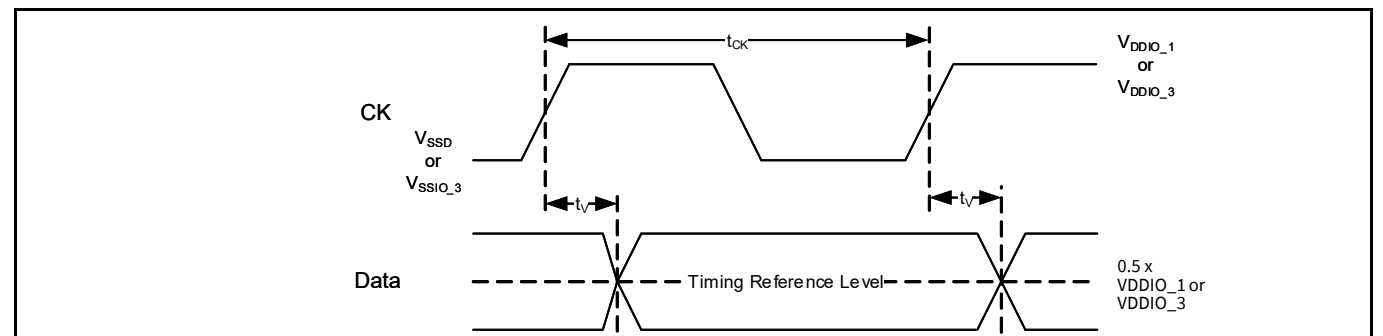 tCK
VDDIO_1
or
VDDIO_3
CK
VSSD
or
VSSIO_3
tV
tV
Data
Timing Reference Level
0.5 x
VDDIO_1 or
VDDIO_3